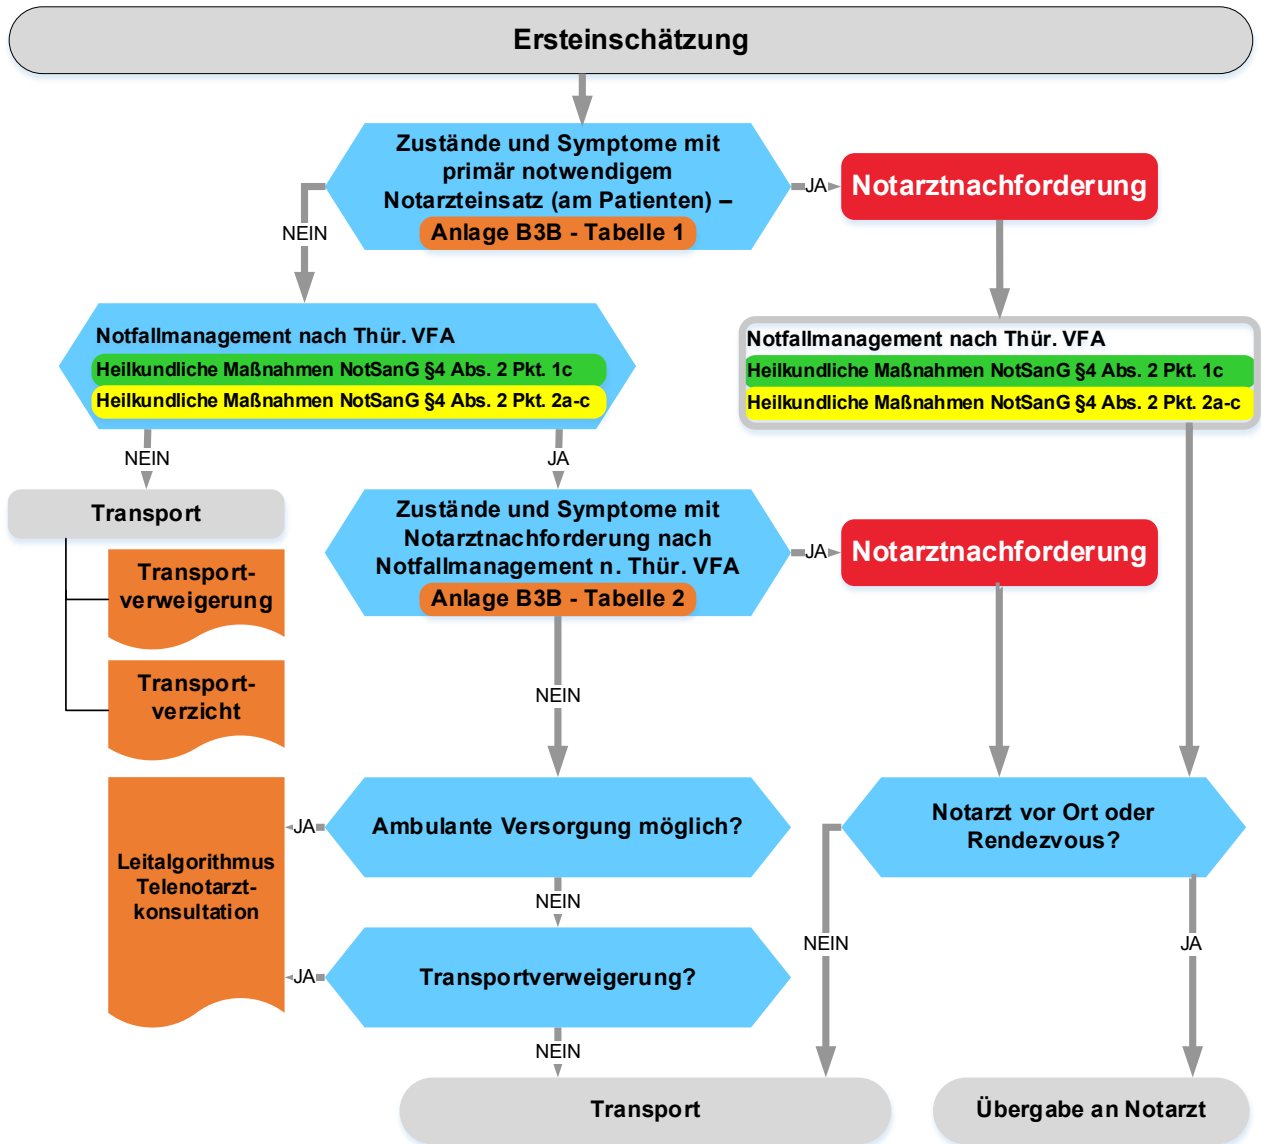 Ersteinschätzung
Zustände und Symptome mit
primär notwendigem
Notarzteinsatz (am Patienten) –
Anlage B3B - Tabelle 1
JA
Notarztnachforderung
NEIN
Notfallmanagement nach Thür. VFA
Heilkundliche Maßnahmen NotSanG §4 Abs. 2 Pkt. 1c
Heilkundliche Maßnahmen NotSanG §4 Abs. 2 Pkt. 2a-c
Notfallmanagement nach Thür. VFA
Heilkundliche Maßnahmen NotSanG §4 Abs. 2 Pkt. 1c
Heilkundliche Maßnahmen NotSanG §4 Abs. 2 Pkt. 2a-c
NEIN
JA
Transport
Transport-
verweigerung
Transport-
verzicht
Zustände und Symptome mit
Notarztnachforderung nach
Notfallmanagement n. Thür. VFA
Anlage B3B - Tabelle 2
JA
Notarztnachforderung
NEIN
Ambulante Versorgung möglich?
JA
Leitalgorithmus
Telenotarzt-
konsultation
Notarzt vor Ort oder
Rendezvous?
NEIN
Transportverweigerung?
JA
NEIN
JA
NEIN
Transport
Übergabe an Notarzt